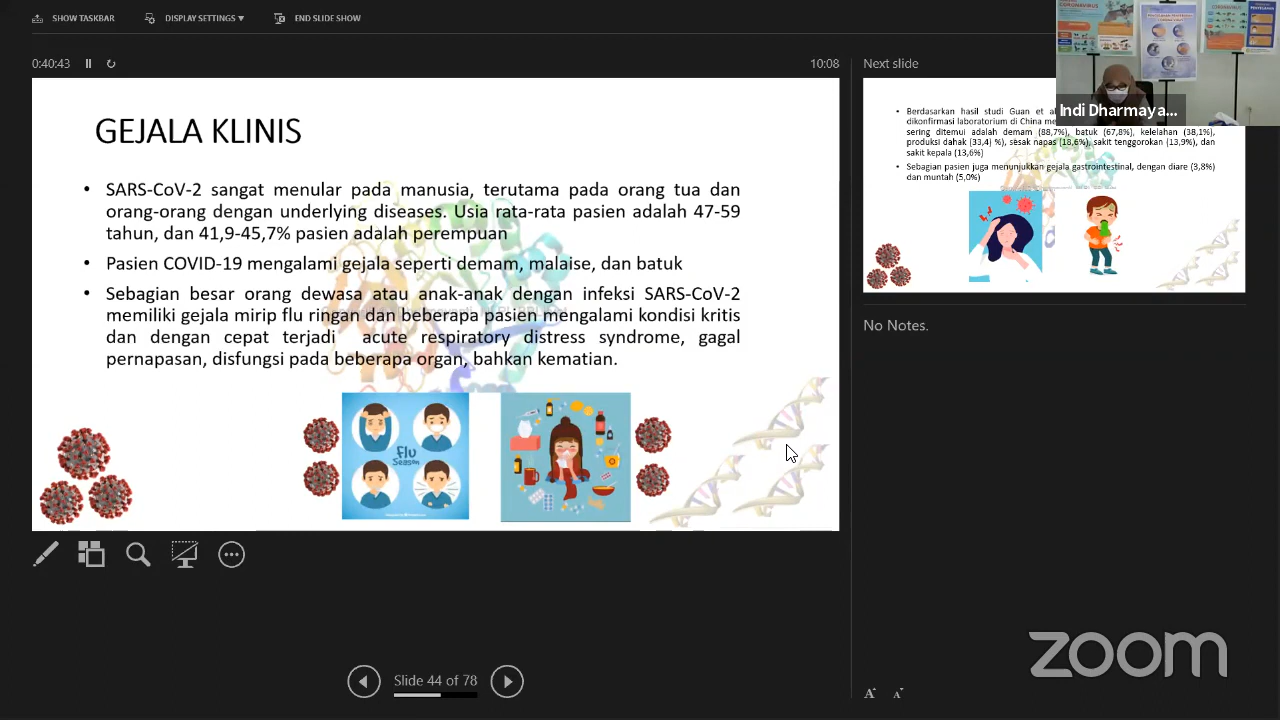 SHOW TASKBAR
DISPLAY SETTINGS ▼
END SLIDE SHOW
0:40:43
10:08
Next slide
GEJALA KLINIS
• SARS-CoV-2 sangat menular pada manusia, terutama pada orang tua dan
orang-orang dengan underlying diseases. Usia rata-rata pasien adalah 47-59
tahun, dan 41,9-45,7% pasien adalah perempuan
• Pasien COVID-19 mengalami gejala seperti demam, malaise, dan batuk
• Sebagian besar orang dewasa atau anak-anak dengan infeksi SARS-CoV-2
memiliki gejala mirip flu ringan dan beberapa pasien mengalami kondisi kritis
dan dengan cepat terjadi acute respiratory distress syndrome, gagal
pernapasan, disfungsi pada beberapa organ, bahkan kematian.
flu
Season
• Berdasarkan hasil studi Guan et al
dikonfirmasi laboratorium di China me
sering ditemui adalah demam (88,7%), batuk (67,8%), kelelahan (38,1%),
produksi dahak (33,4) %), sesak napas (18,6%), sakit tenggorokan (13,9%), dan
sakit kepala (13,6%)
• Sebagian pasien juga menunjukkan gejala gastrointestinal, dengan diare (3,8%)
dan muntah (5,0%)
CORONAVIRUS
Indi Dharmaya...
No Notes.
Slide 44 of 78
A
A
zoom